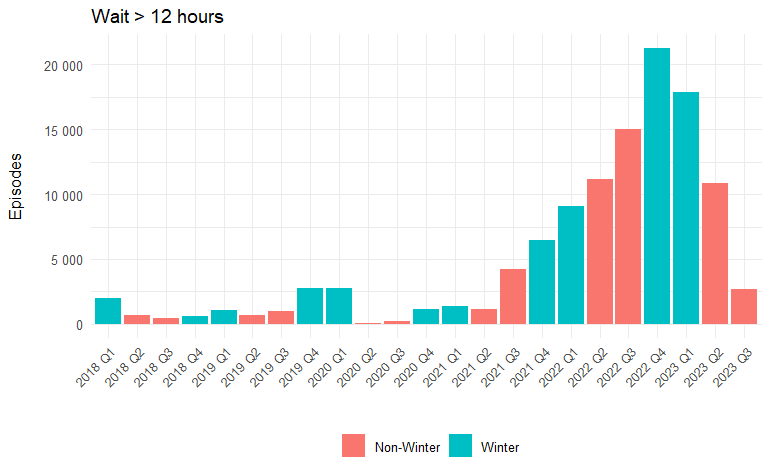 Wait > 12 hours
Episodes
20 000
15 000
10 000
5 000
0
2018 Q1
2018 Q2
2018 Q3
2018 Q4
2019 Q1
2019 Q2
2019 Q3
2019 Q4
2020 Q1
2020 Q2
2020 Q3
2020 Q4
2021 Q1
2021 Q2
2021 Q3
2021 Q4
2022 Q1
2022 Q2
2022 Q3
2022 Q4
2023 Q1
2023 Q2
2023 Q3
Non-Winter
Winter